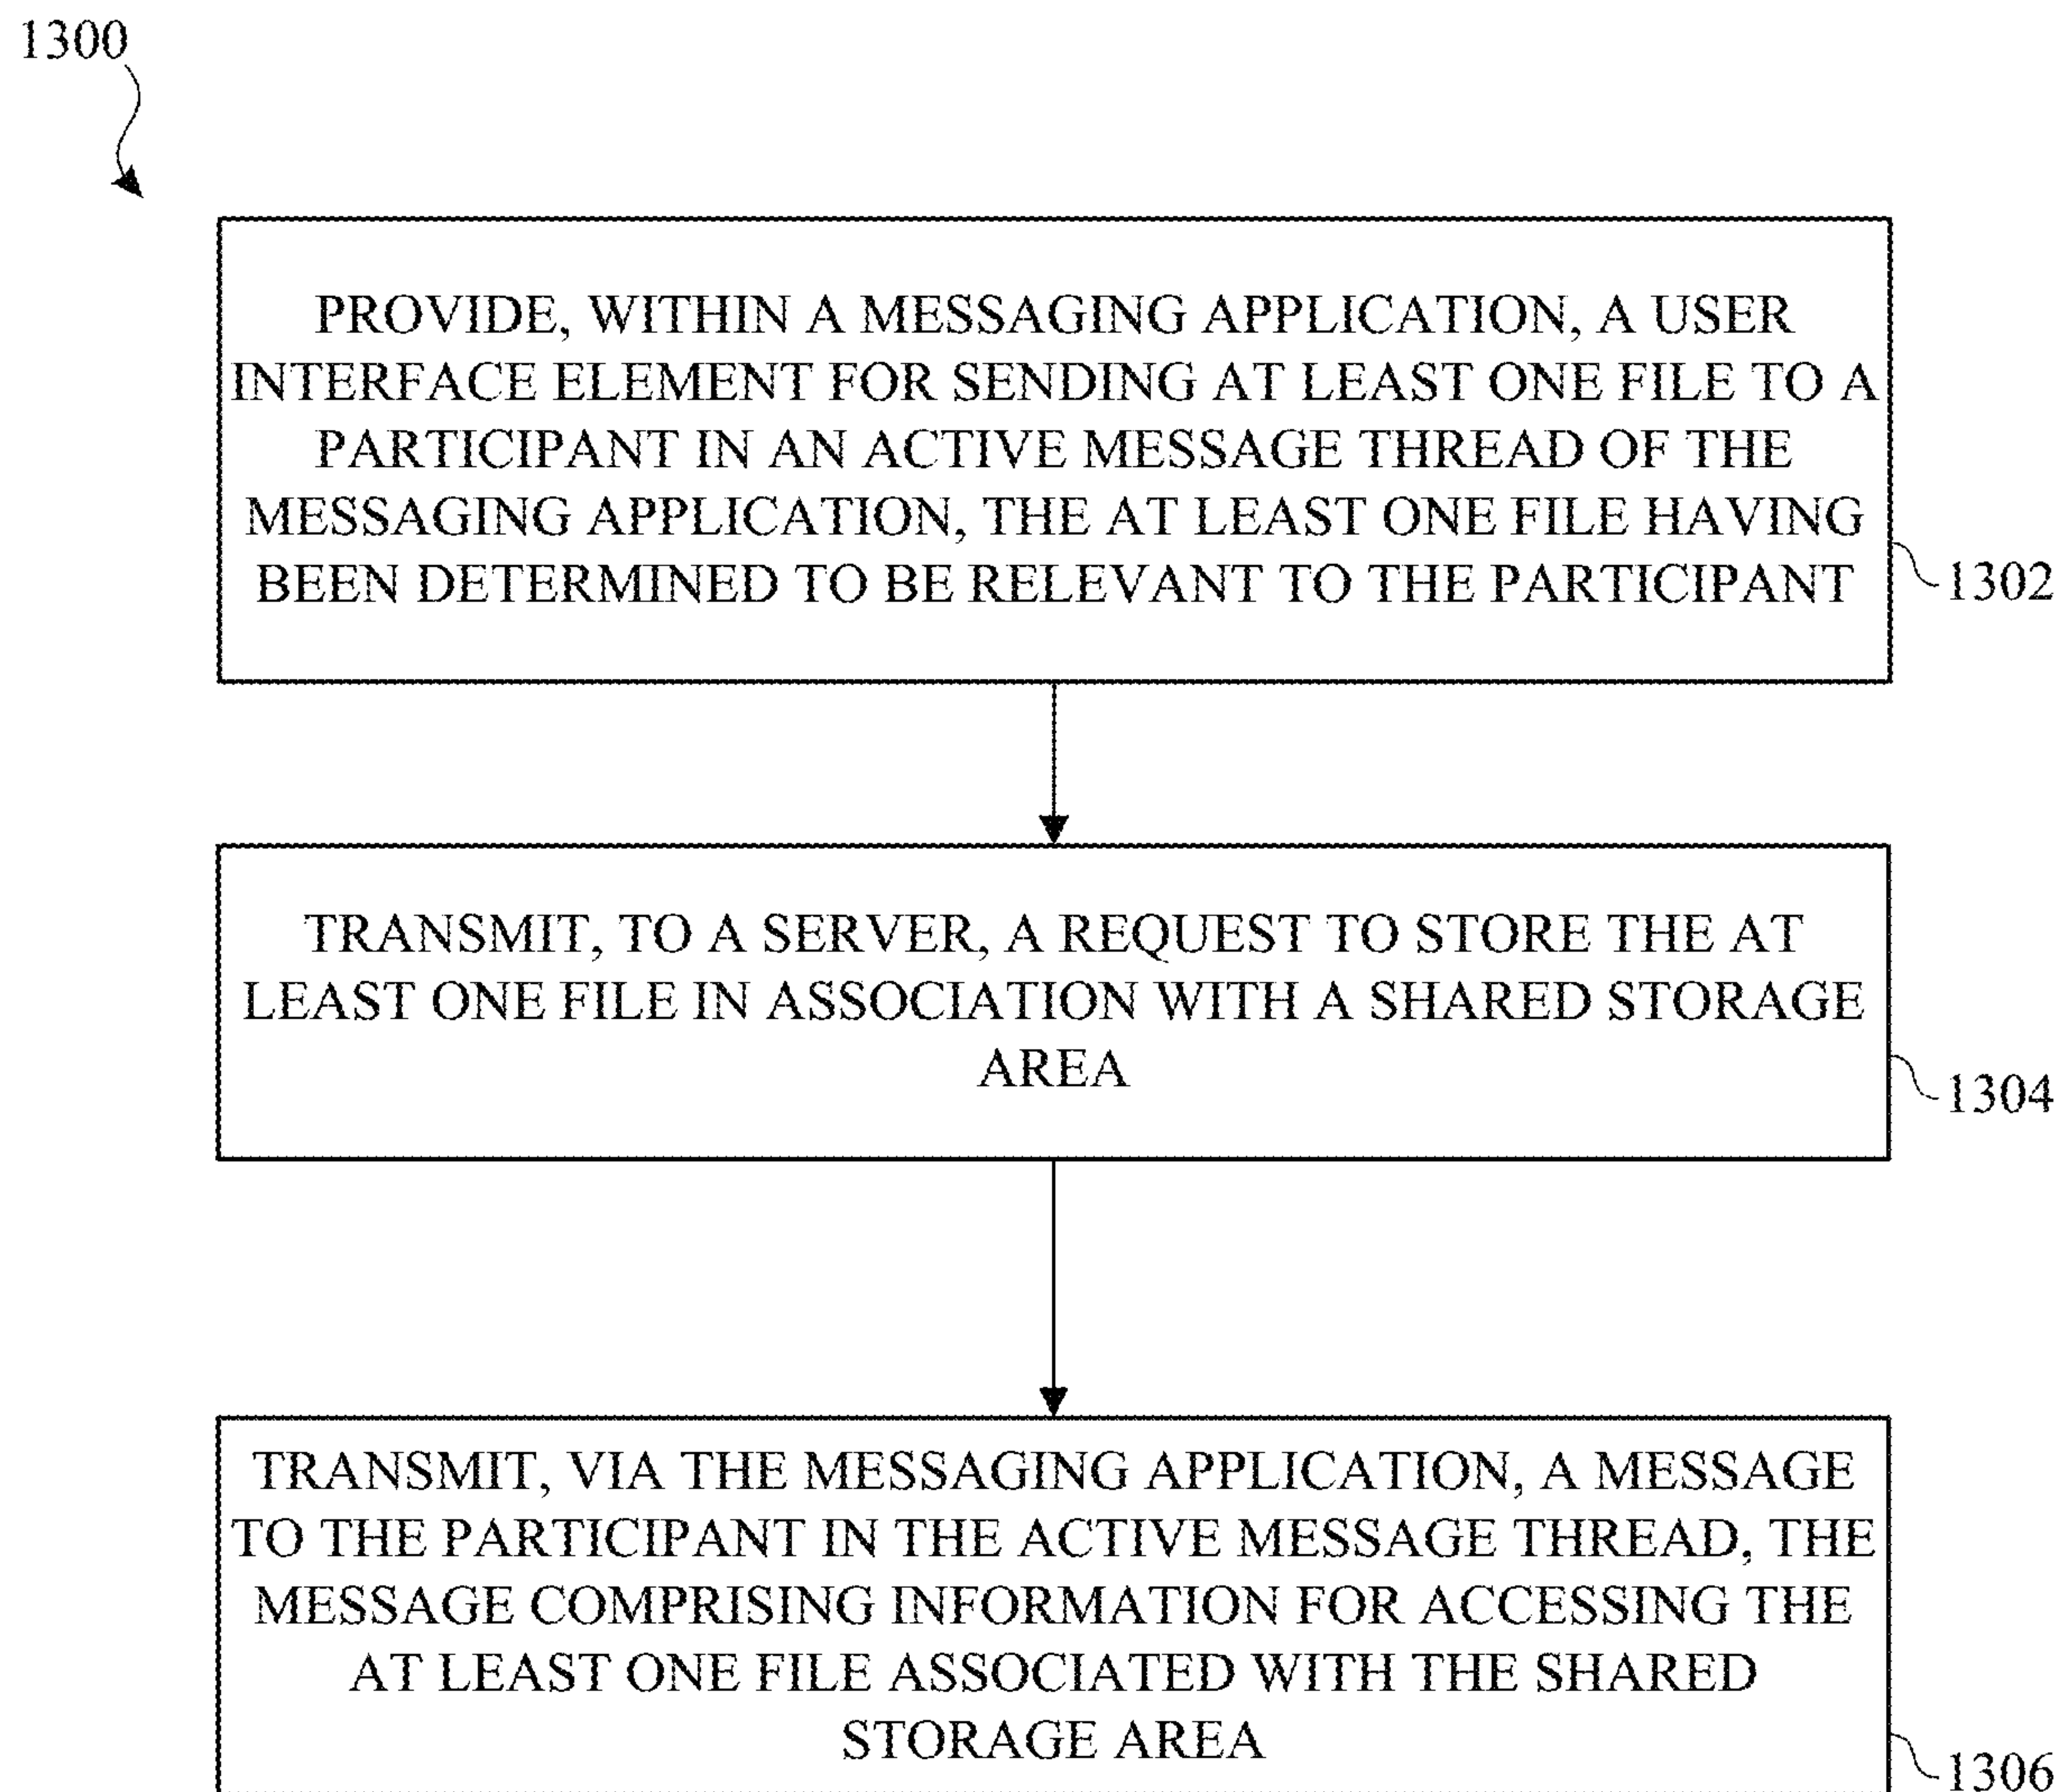 1300
PROVIDE, WITHIN A MESSAGING APPLICATION, A USER
INTERFACE ELEMENT FOR SENDING AT LEAST ONE FILE TO A
PARTICIPANT IN AN ACTIVE MESSAGE THREAD OF THE
MESSAGING APPLICATION, THE AT LEAST ONE FILE HAVING
BEEN DETERMINED TO BE RELEVANT TO THE PARTICIPANT
1302
TRANSMIT, TO A SERVER, A REQUEST TO STORE THE AT
LEAST ONE FILE IN ASSOCIATION WITH A SHARED STORAGE
AREA
1304
TRANSMIT, VIA THE MESSAGING APPLICATION, A MESSAGE
TO THE PARTICIPANT IN THE ACTIVE MESSAGE THREAD, THE
MESSAGE COMPRISING INFORMATION FOR ACCESSING THE
AT LEAST ONE FILE ASSOCIATED WITH THE SHARED
STORAGE AREA
1306